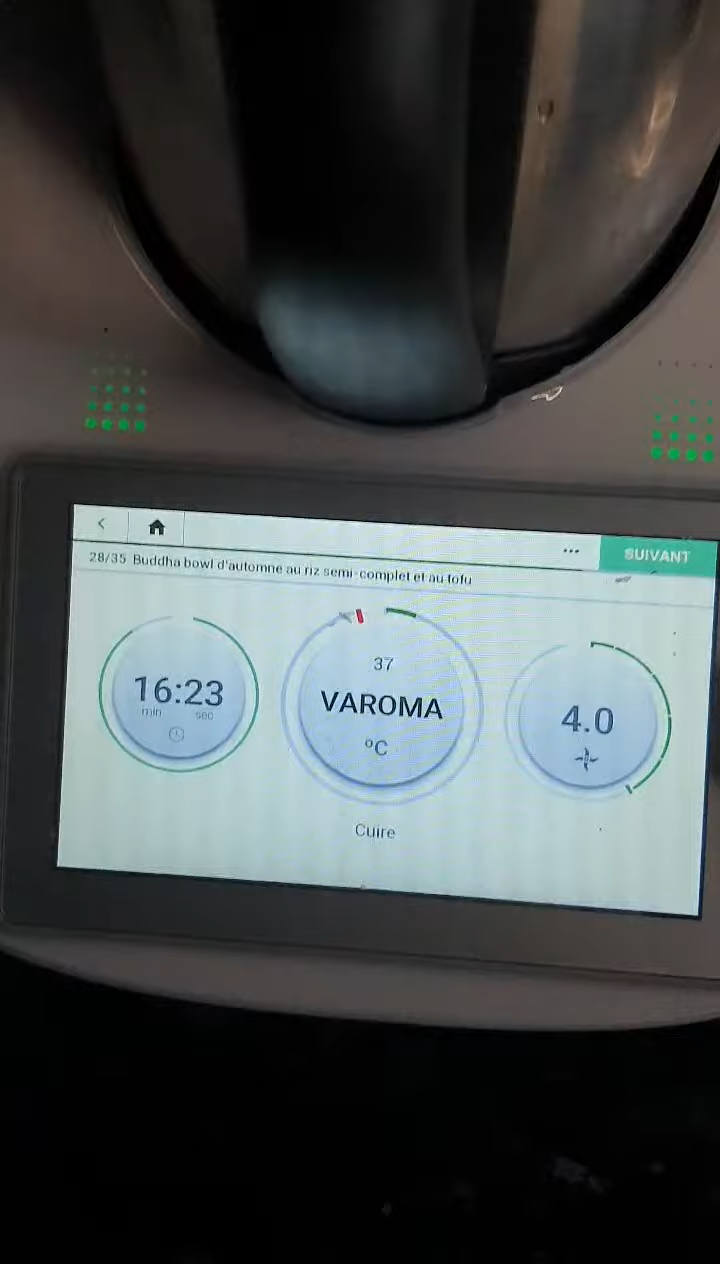 SUIVANT
28/35 Buddha bowl d'automne au riz semi-complet et au tofu
16:23
min sec
37
VAROMA
°C
4.0
Cuire